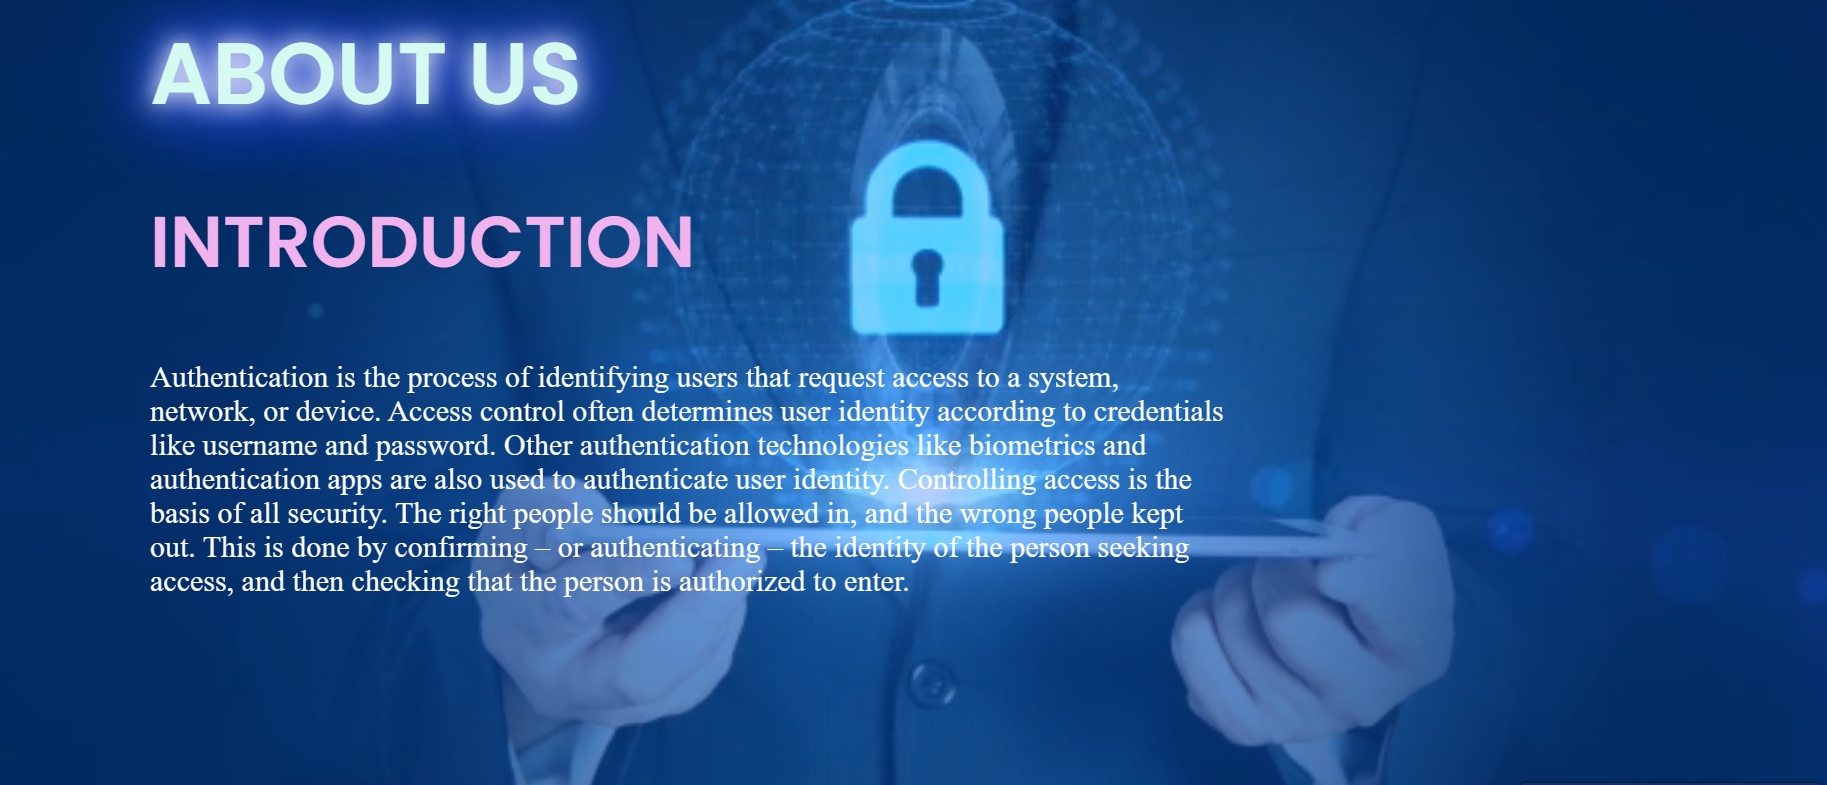 ABOUT US
INTRODUCTION
Authentication is the process of identifying users that request access to a system,
network, or device. Access control often determines user identity according to credentials
like username and password. Other authentication technologies like biometrics and
authentication apps are also used to authenticate user identity. Controlling access is the
basis of all security. The right people should be allowed in, and the wrong people kept
out. This is done by confirming – or authenticating – the identity of the person seeking
access, and then checking that the person is authorized to enter.